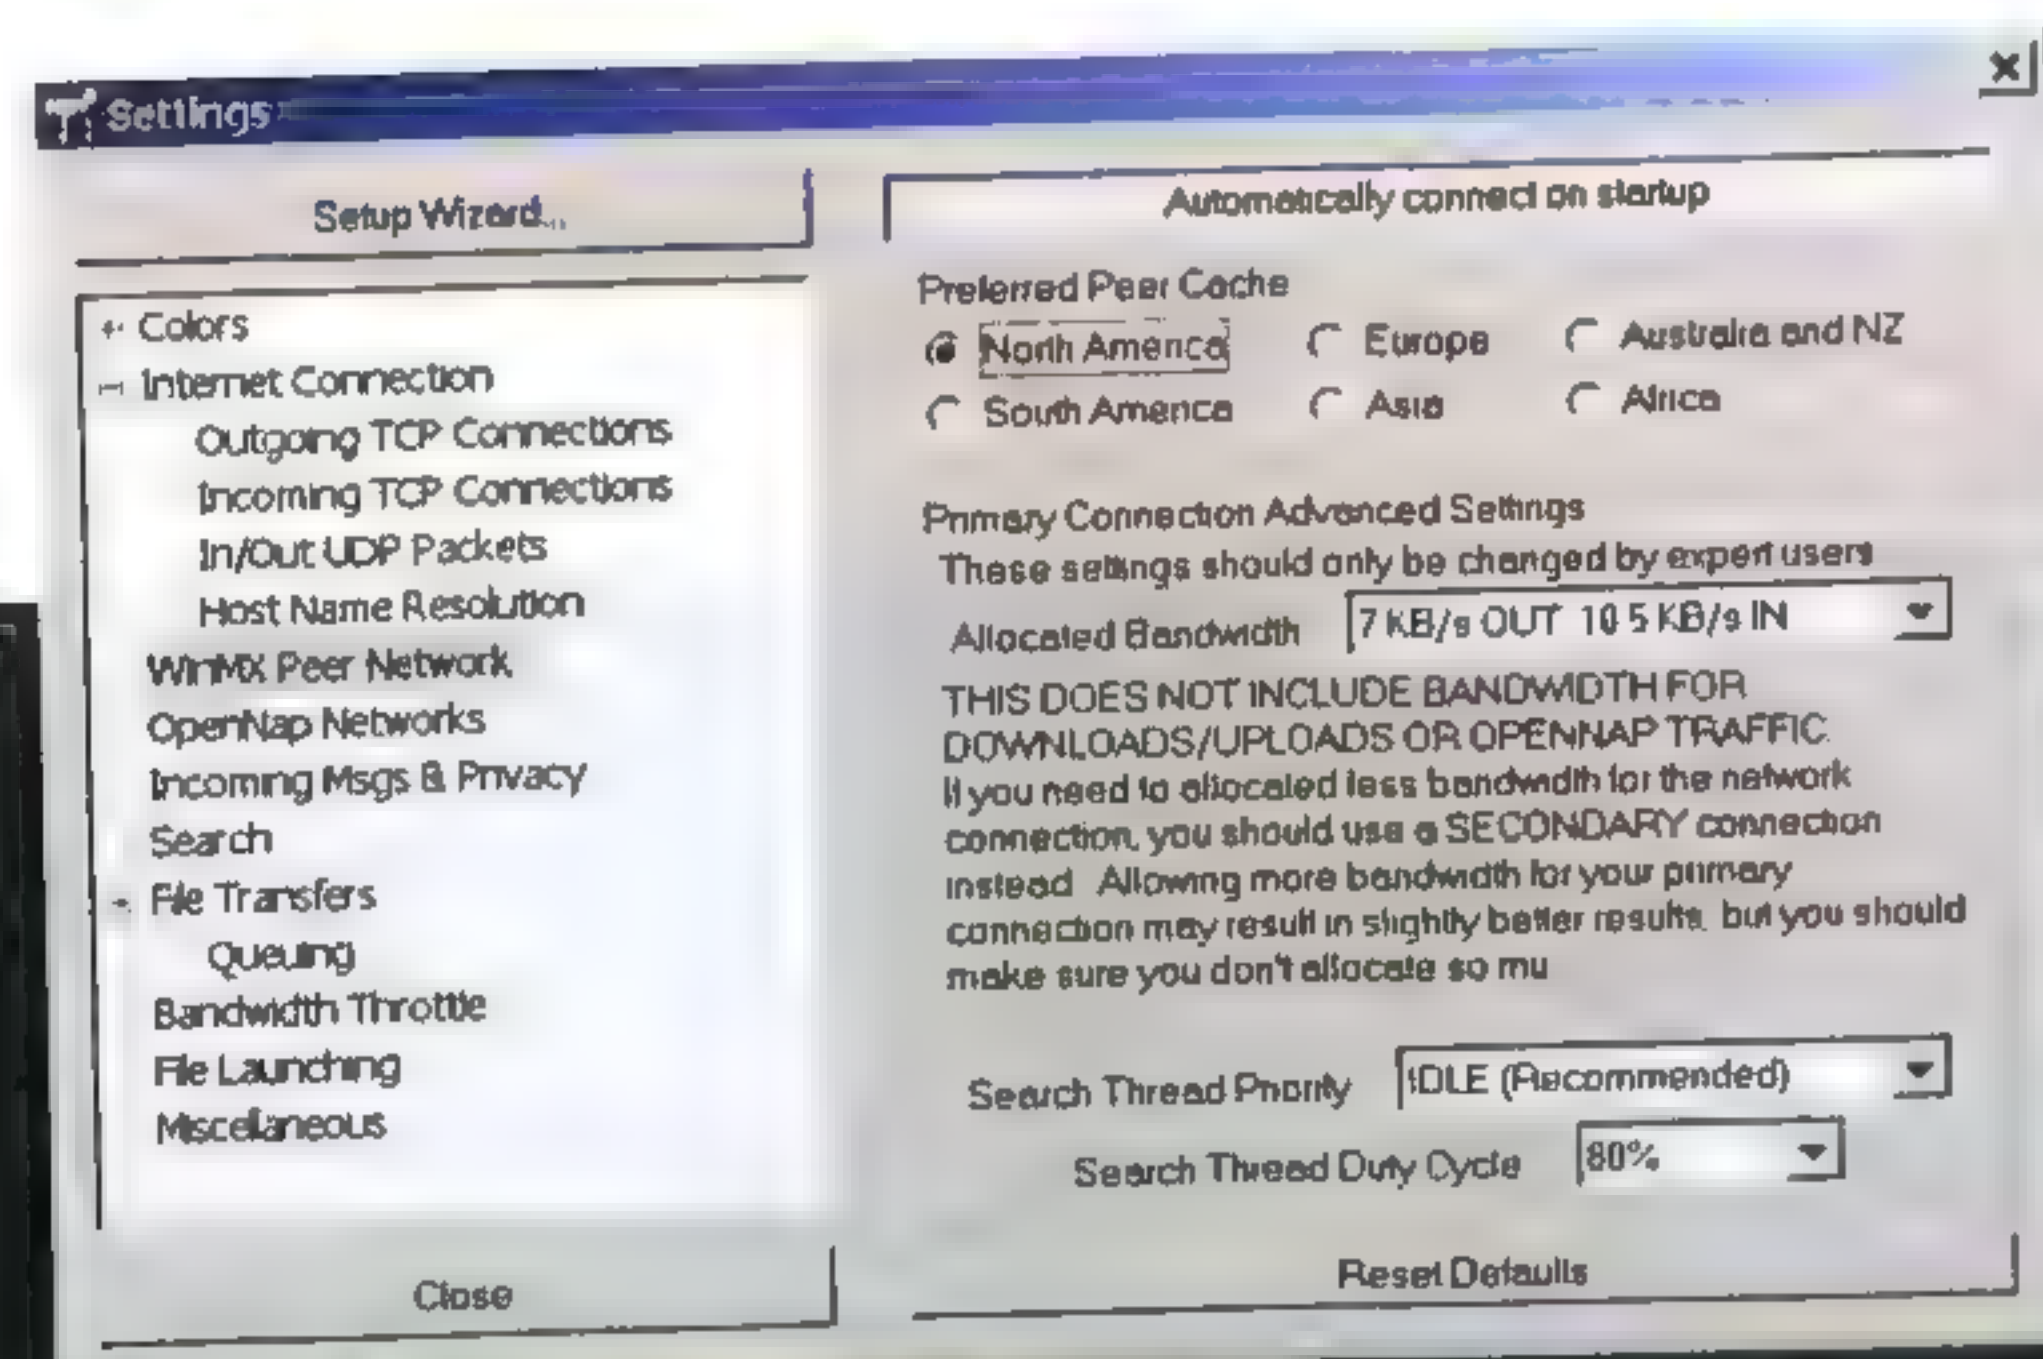 Settings
Setup Wizard...
Automatically connect on startup
Colors
Internet Connection
Outgoing TCP Connections
Incoming TCP Connections
In/Out UDP Packets
Host Name Resolution
WinMX Peer Network
OpenNap Networks
Incoming Msgs & Privacy
Search
File Transfers
Queuing
Bandwidth Throttle
File Launching
Miscellaneous
Close
Preferred Peer Cache
North America Europe Australia and NZ
South America Asia Africa
Primary Connection Advanced Settings
These settings should only be changed by expert users
Allocated Bandwidth 7 KB/s OUT 10.5 KB/s IN
THIS DOES NOT INCLUDE BANDWIDTH FOR
DOWNLOADS/UPLOADS OR OPENNAP TRAFFIC.
If you need to allocated less bandwidth for the network
connection, you should use a SECONDARY connection
instead. Allowing more bandwidth for your primary
connection may result in slightly better results, but you should
make sure you don't allocate so mu
Search Thread Priority IDLE (Recommended)
Search Thread Duty Cycle 80%
Reset Defaults